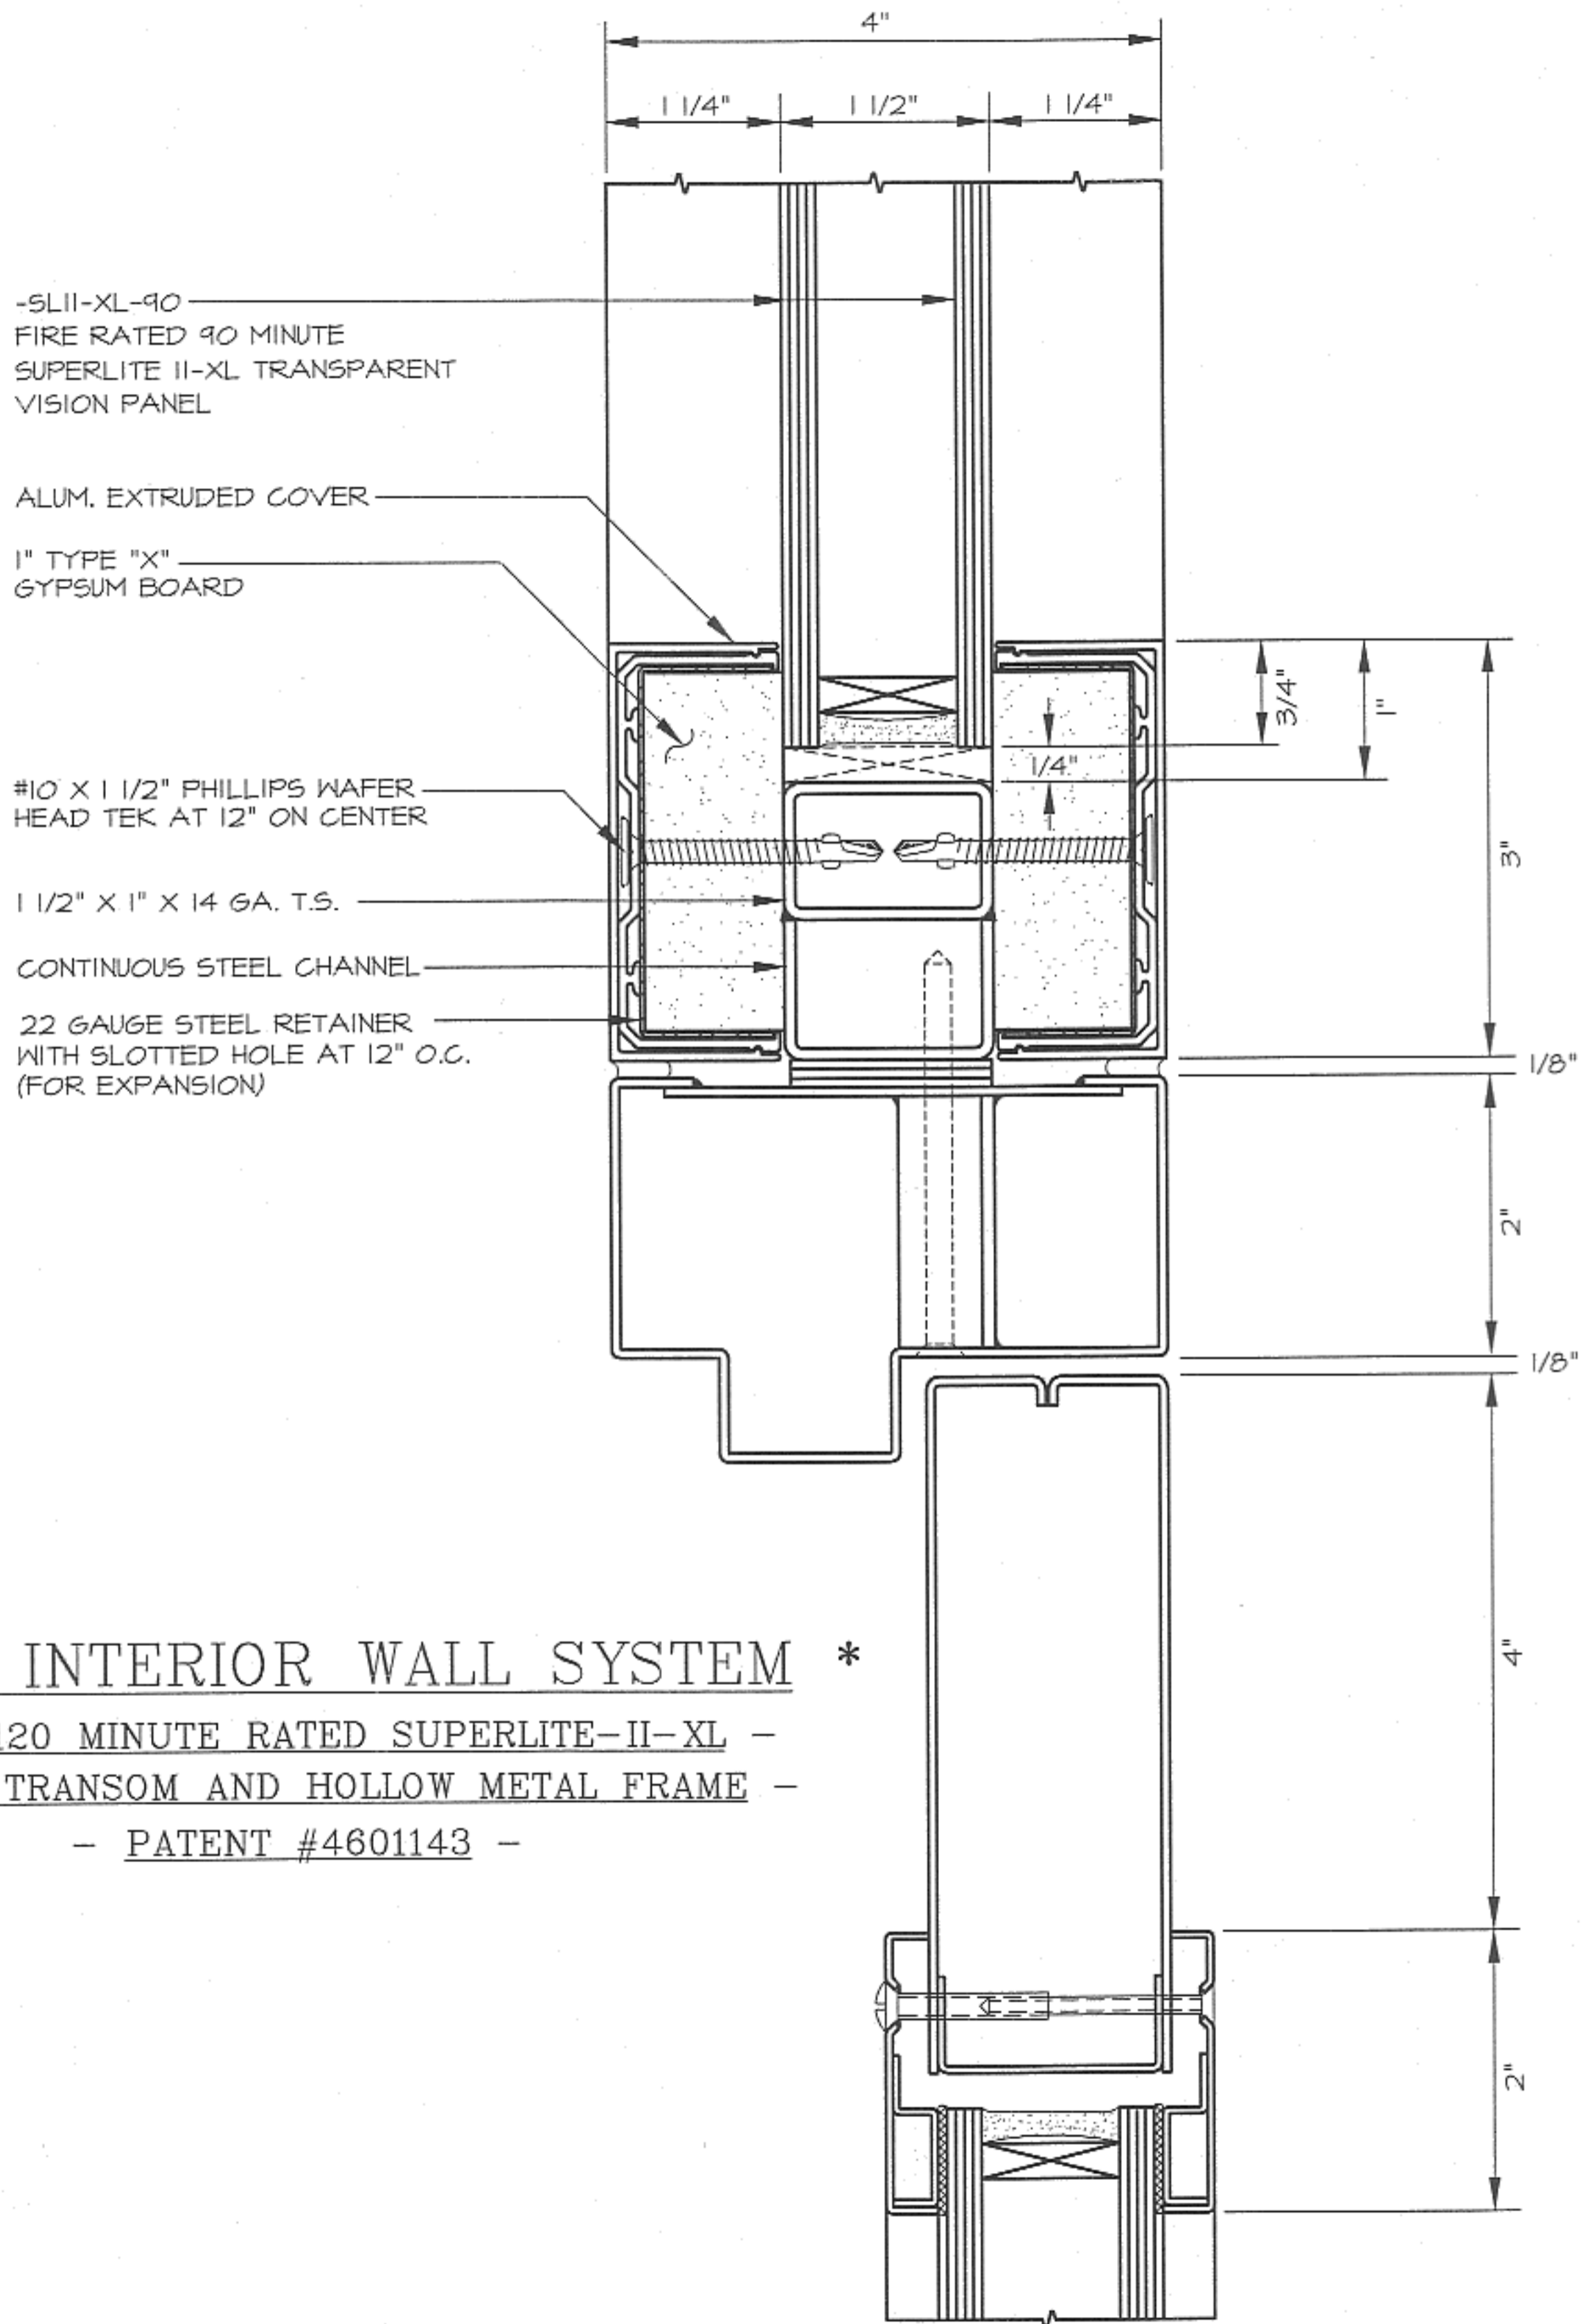 4"
1 1/4"
1 1/2"
1 1/4"
-SLII-XL-90
FIRE RATED 90 MINUTE
SUPERLITE II-XL TRANSPARENT
VISION PANEL
ALUM. EXTRUDED COVER
1" TYPE "X"
GYPSUM BOARD
3/4"
1"
1/4"
#10 X 1 1/2" PHILLIPS WAFER
HEAD TEK AT 12" ON CENTER
3"
1 1/2" X 1" X 14 GA. T.S.
CONTINUOUS STEEL CHANNEL
22 GAUGE STEEL RETAINER
WITH SLOTTED HOLE AT 12" O.C.
(FOR EXPANSION)
1/8"
2"
1/8"
4"
INTERIOR WALL SYSTEM *
120 MINUTE RATED SUPERLITE-II-XL -
TRANSOM AND HOLLOW METAL FRAME -
- PATENT #4601143 -
2"